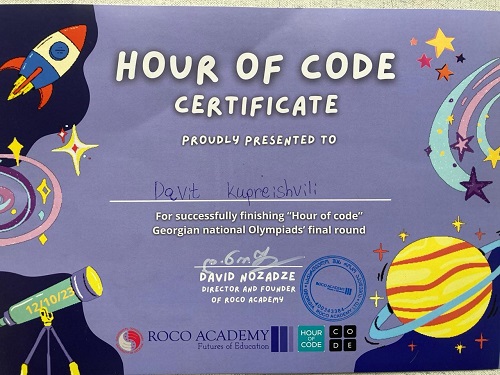 HOUR OF CODE
CERTIFICATE
PROUDLY PRESENTED TO
Davit Kupreishvili
For successfully finishing “Hour of code”
Georgian national Olympiads’ final round
DAVID NOZADZE
DIRECTOR AND FOUNDER
OF ROCO ACADEMY
12/10/23
ROCO ACADEMY
Futures of Education
HOUR
OF
CODE
CO
DE